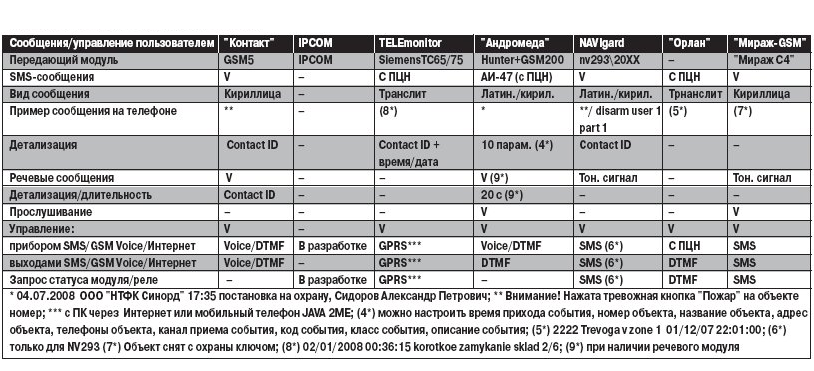 Сообщения/управление пользователем "Контакт" IPCOM TELEmonitor "Андромеда" NAVIgard "Орлан" "Мираж-GSM"
Передающий модуль GSM5 IPCOM SiemensTC65/75 Hunter+GSM200 nv293\20XX – "Мираж С4"
SMS-сообщения V – С ПЦН АИ-47 (с ПЦН) V С ПЦН V
Вид сообщения Кириллица – Транслит Латин./кирил. Латин./кирил. Трнанслит Кириллица
Пример сообщения на телефоне ** – (8*) * **/ disarm user 1 (5*) (7*)
part 1
Детализация Contact ID – Contact ID + 10 парам. (4*) Contact ID – –
время/дата
Речевые сообщения V – – V (9*) Тон. сигнал – Тон. сигнал
Детализация/длительность Contact ID – – 20 с (9*) – – –
Прослушивание – – – V – – V
Управление: V – V V V V V
прибором SMS/GSM Voice/Интернет Voice/DTMF В разработке GPRS*** Voice/DTMF SMS (6*) С ПЦН SMS
выходами SMS/GSM Voice/Интернет Voice/DTMF – GPRS*** DTMF SMS (6*) DTMF SMS
Запрос статуса модуля/реле В разработке GPRS*** – SMS (6*) DTMF SMS
* 04.07.2008 ООО "НТФК Синорд" 17:35 постановка на охрану, Сидоров Александр Петрович; ** Внимание! Нажата тревожная кнопка "Пожар" на объекте
номер; *** с ПК через Интернет или мобильный телефон JAVA 2ME; (4*) можно настроить время прихода события, номер объекта, название объекта, адрес
объекта, телефоны объекта, канал приема события, код события, класс события, описание события; (5*) 2222 Trevoga v zone 1 01/12/07 22:01:00; (6*)
только для NV293 (7*) Объект снят с охраны ключом; (8*) 02/01/2008 00:36:15 korotkoe zamykanie sklad 2/6; (9*) при наличии речевого модуля